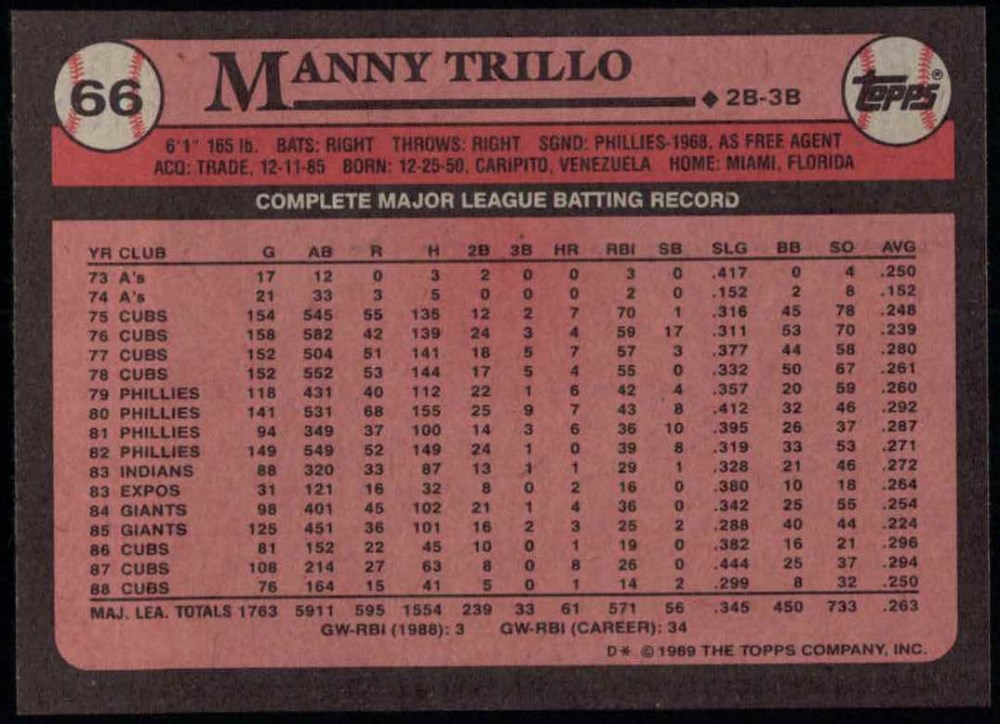 66 MANNY TRILLO ◆ 2B-3B Topps®
6'1" 165 lb. BATS: RIGHT THROWS: RIGHT SGND: PHILLIES-1968, AS FREE AGENT
ACQ: TRADE, 12-11-85 BORN: 12-25-50, CARIPITO, VENEZUELA HOME: MIAMI, FLORIDA
COMPLETE MAJOR LEAGUE BATTING RECORD
YR CLUB G AB R H 2B 3B HR RBI SB SLG BB SO AVG
73 A's 17 12 0 3 2 0 0 3 0 .417 0 4 .250
74 A's 21 33 3 5 0 0 0 2 0 .152 2 8 .152
75 CUBS 154 545 55 135 12 2 7 70 1 .316 45 78 .248
76 CUBS 158 582 42 139 24 3 4 59 17 .311 53 70 .239
77 CUBS 152 504 51 141 18 5 7 57 3 .377 44 58 .280
78 CUBS 152 552 53 144 17 5 4 55 0 .332 50 67 .261
79 PHILLIES 118 431 40 112 22 1 6 42 4 .357 20 59 .260
80 PHILLIES 141 531 68 155 25 9 7 43 8 .412 32 46 .292
81 PHILLIES 94 349 37 100 14 3 6 36 10 .395 26 37 .287
82 PHILLIES 149 549 52 149 24 1 0 39 8 .319 33 53 .271
83 INDIANS 88 320 33 87 13 1 1 29 1 .328 21 46 .272
83 EXPOS 31 121 16 32 8 0 2 16 0 .380 10 18 .264
84 GIANTS 98 401 45 102 21 1 4 36 0 .342 25 55 .254
85 GIANTS 125 451 36 101 16 2 3 25 2 .288 40 44 .224
86 CUBS 81 152 22 45 10 0 1 19 0 .382 16 21 .296
87 CUBS 108 214 27 63 8 0 8 26 0 .444 25 37 .294
88 CUBS 76 164 15 41 5 0 1 14 2 .299 8 32 .250
MAJ. LEA. TOTALS 1763 5911 595 1554 239 33 61 571 56 .345 450 733 .263
GW-RBI (1988): 3 GW-RBI (CAREER): 34
D* © 1989 THE TOPPS COMPANY, INC.